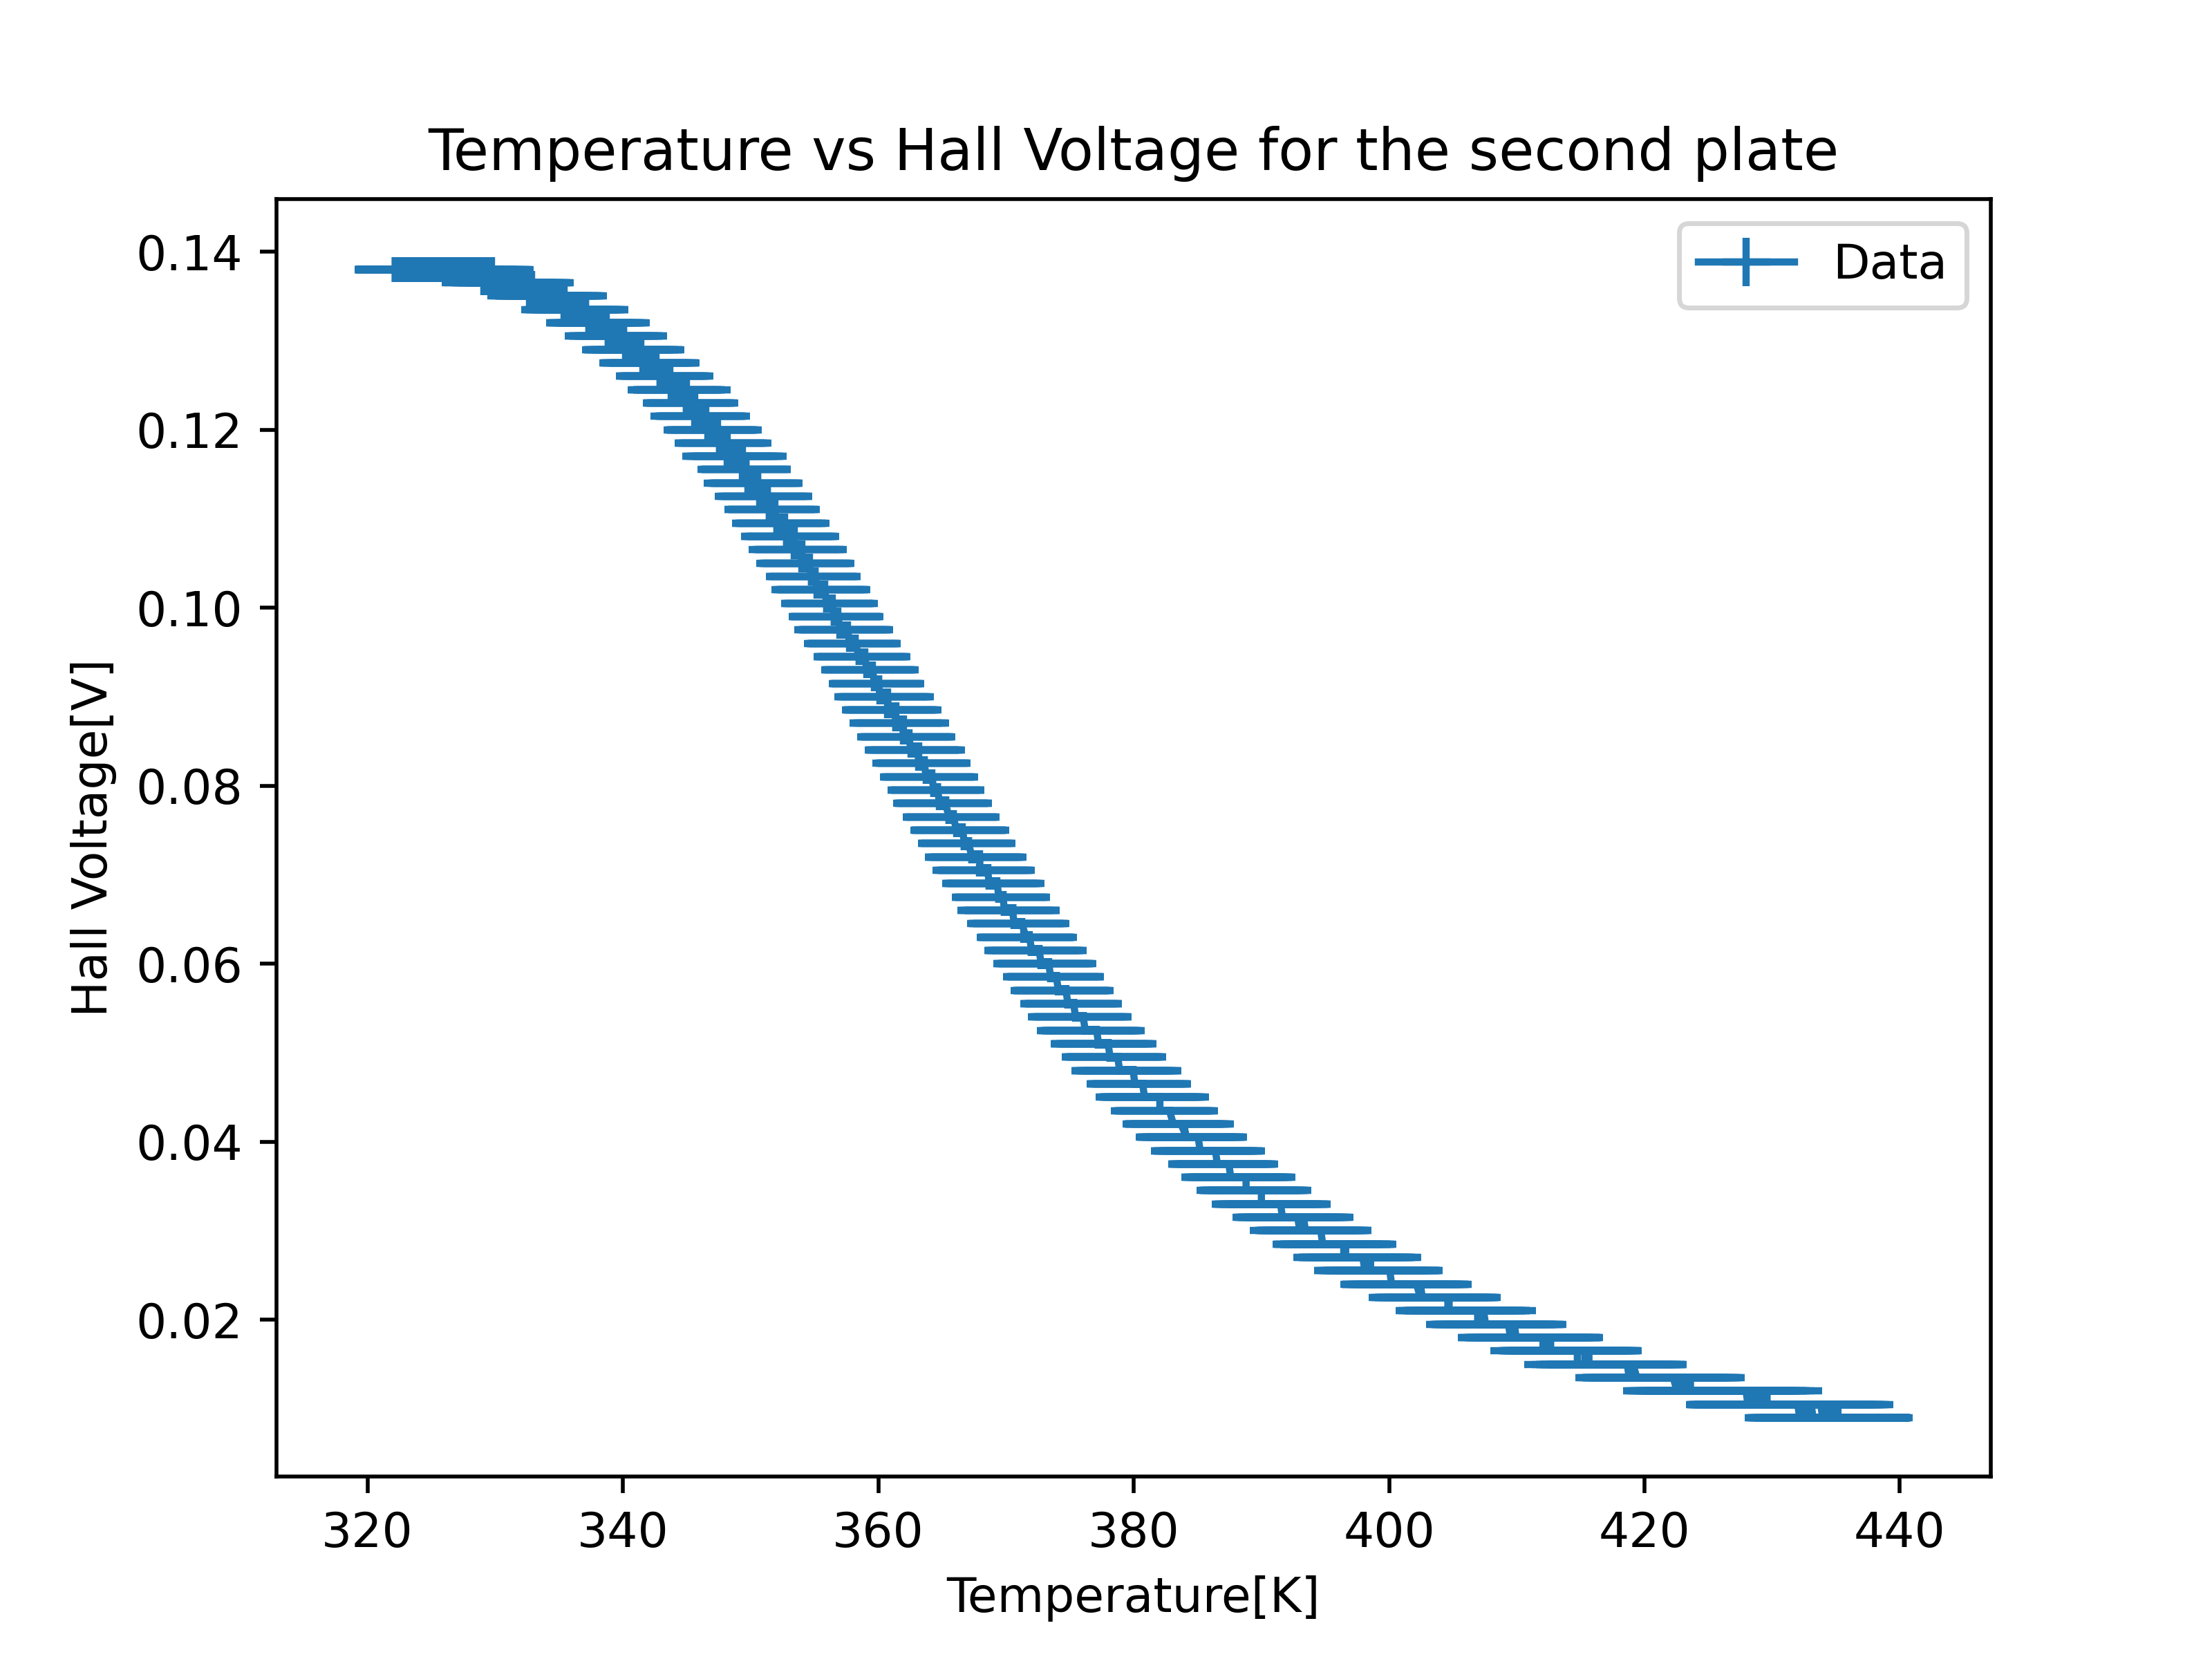 Temperature vs Hall Voltage for the second plate
Data
0.14
0.12
0.10
0.08
0.06
0.04
0.02
Hall Voltage[V]
320 340 360 380 400 420 440
Temperature[K]